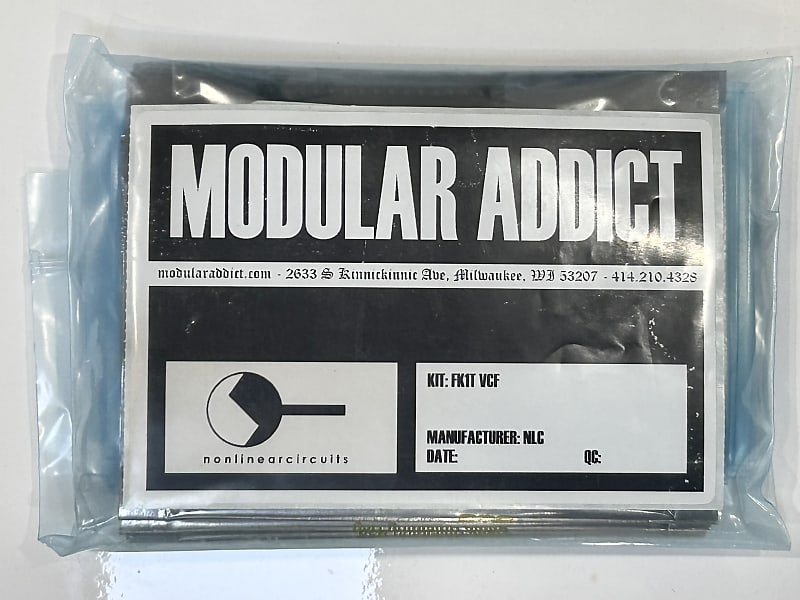 MODULAR ADDICT
modularaddict.com - 2633 S Kinnickinnic Ave, Milwaukee, WI 53207 - 414.210.4328
nonlinearcircuits
KIT: FK1T VCF
MANUFACTURER: NLC
DATE: QC: